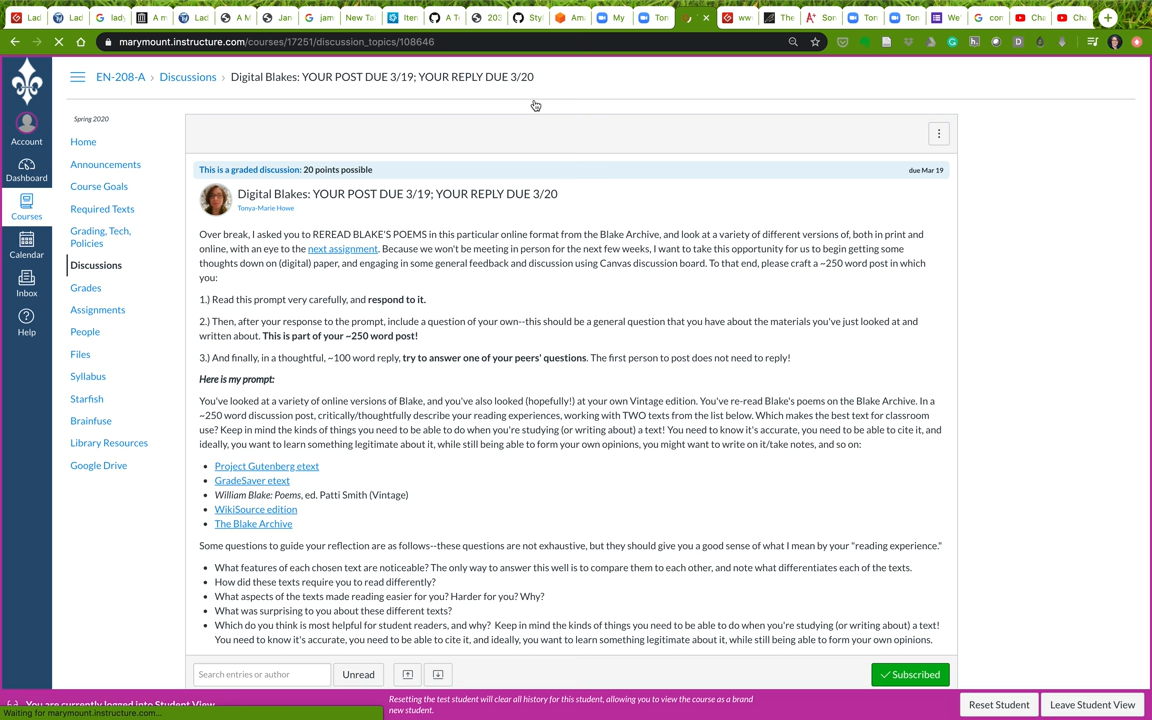 Lad
Lad
lady
A m
Lad
A M
Jan
jam
New Ta
Iten
A T
203
Styl
Ama
My
Ton
ww
The
Sor
Ton
Ton
We
con
Cha
Cha
marymount.instructure.com/courses/17251/discussion_topics/108646
EN-208-A › Discussions › Digital Blakes: YOUR POST DUE 3/19; YOUR REPLY DUE 3/20
Account
Dashboard
Courses
Calendar
Inbox
Help
Spring 2020
Home
Announcements
Course Goals
Required Texts
Grading, Tech,
Policies
Discussions
Grades
Assignments
People
Files
Syllabus
Starfish
Brainfuse
Library Resources
Google Drive
This is a graded discussion: 20 points possible
due Mar 19
Digital Blakes: YOUR POST DUE 3/19; YOUR REPLY DUE 3/20
Tonya-Marie Howe
Over break, I asked you to REREAD BLAKE'S POEMS in this particular online format from the Blake Archive, and look at a variety of different versions of, both in print and
online, with an eye to the next assignment. Because we won't be meeting in person for the next few weeks, I want to take this opportunity for us to begin getting some
thoughts down on (digital) paper, and engaging in some general feedback and discussion using Canvas discussion board. To that end, please craft a ~250 word post in which
you:
1.) Read this prompt very carefully, and respond to it.
2.) Then, after your response to the prompt, include a question of your own--this should be a general question that you have about the materials you've just looked at and
written about. This is part of your ~250 word post!
3.) And finally, in a thoughtful, ~100 word reply, try to answer one of your peers' questions. The first person to post does not need to reply!
Here is my prompt:
You've looked at a variety of online versions of Blake, and you've also looked (hopefully!) at your own Vintage edition. You've re-read Blake's poems on the Blake Archive. In a
~250 word discussion post, critically/thoughtfully describe your reading experiences, working with TWO texts from the list below. Which makes the best text for classroom
use? Keep in mind the kinds of things you need to be able to do when you're studying (or writing about) a text! You need to know it's accurate, you need to be able to cite it, and
ideally, you want to learn something legitimate about it, while still being able to form your own opinions, you might want to write on it/take notes, and so on:
• Project Gutenberg etext
• GradeSaver etext
• William Blake: Poems, ed. Patti Smith (Vintage)
• WikiSource edition
• The Blake Archive
Some questions to guide your reflection are as follows--these questions are not exhaustive, but they should give you a good sense of what I mean by your "reading experience."
• What features of each chosen text are noticeable? The only way to answer this well is to compare them to each other, and note what differentiates each of the texts.
• How did these texts require you to read differently?
• What aspects of the texts made reading easier for you? Harder for you? Why?
• What was surprising to you about these different texts?
• Which do you think is most helpful for student readers, and why? Keep in mind the kinds of things you need to be able to do when you're studying (or writing about) a text!
You need to know it's accurate, you need to be able to cite it, and ideally, you want to learn something legitimate about it, while still being able to form your own opinions.
Search entries or author
Unread
Subscribed
You are currently logged into Student View
Resetting the test student will clear all history for this student, allowing you to view the course as a brand
new student.
Reset Student
Leave Student View
Waiting for marymount.instructure.com...